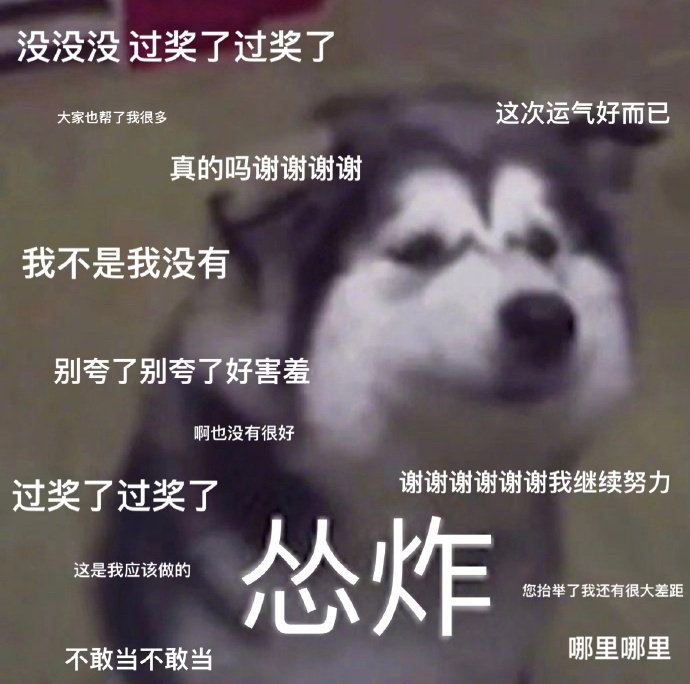 没没没 过奖了过奖了
大家也帮了我很多
这次运气好而已
真的吗谢谢谢谢
我不是我没有
别夸了别夸了好害羞
啊也没有很好
过奖了过奖了
谢谢谢谢谢谢我继续努力
怂炸
这是我应该做的
您抬举了我还有很大差距
不敢当不敢当
哪里哪里